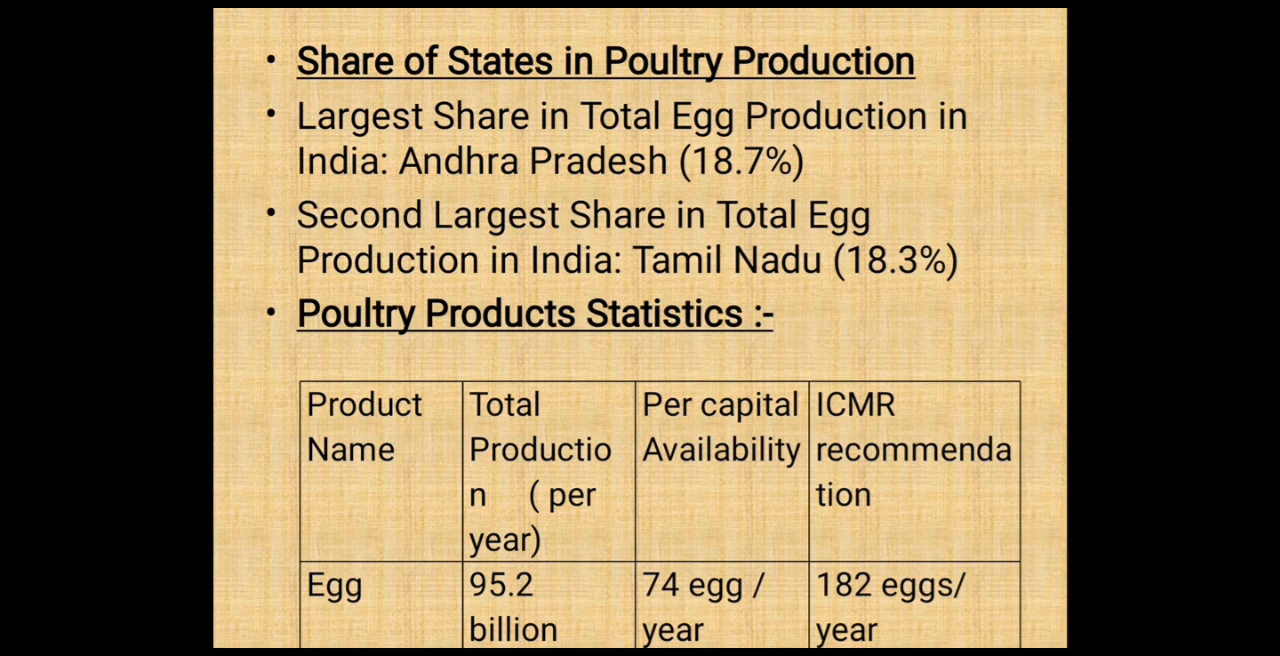 • Share of States in Poultry Production
• Largest Share in Total Egg Production in
India: Andhra Pradesh (18.7%)
• Second Largest Share in Total Egg
Production in India: Tamil Nadu (18.3%)
• Poultry Products Statistics :-
Product Name | Total Productio n ( per year) | Per capital Availability | ICMR recommenda tion
Egg | 95.2 billion | 74 egg / year | 182 eggs/ year